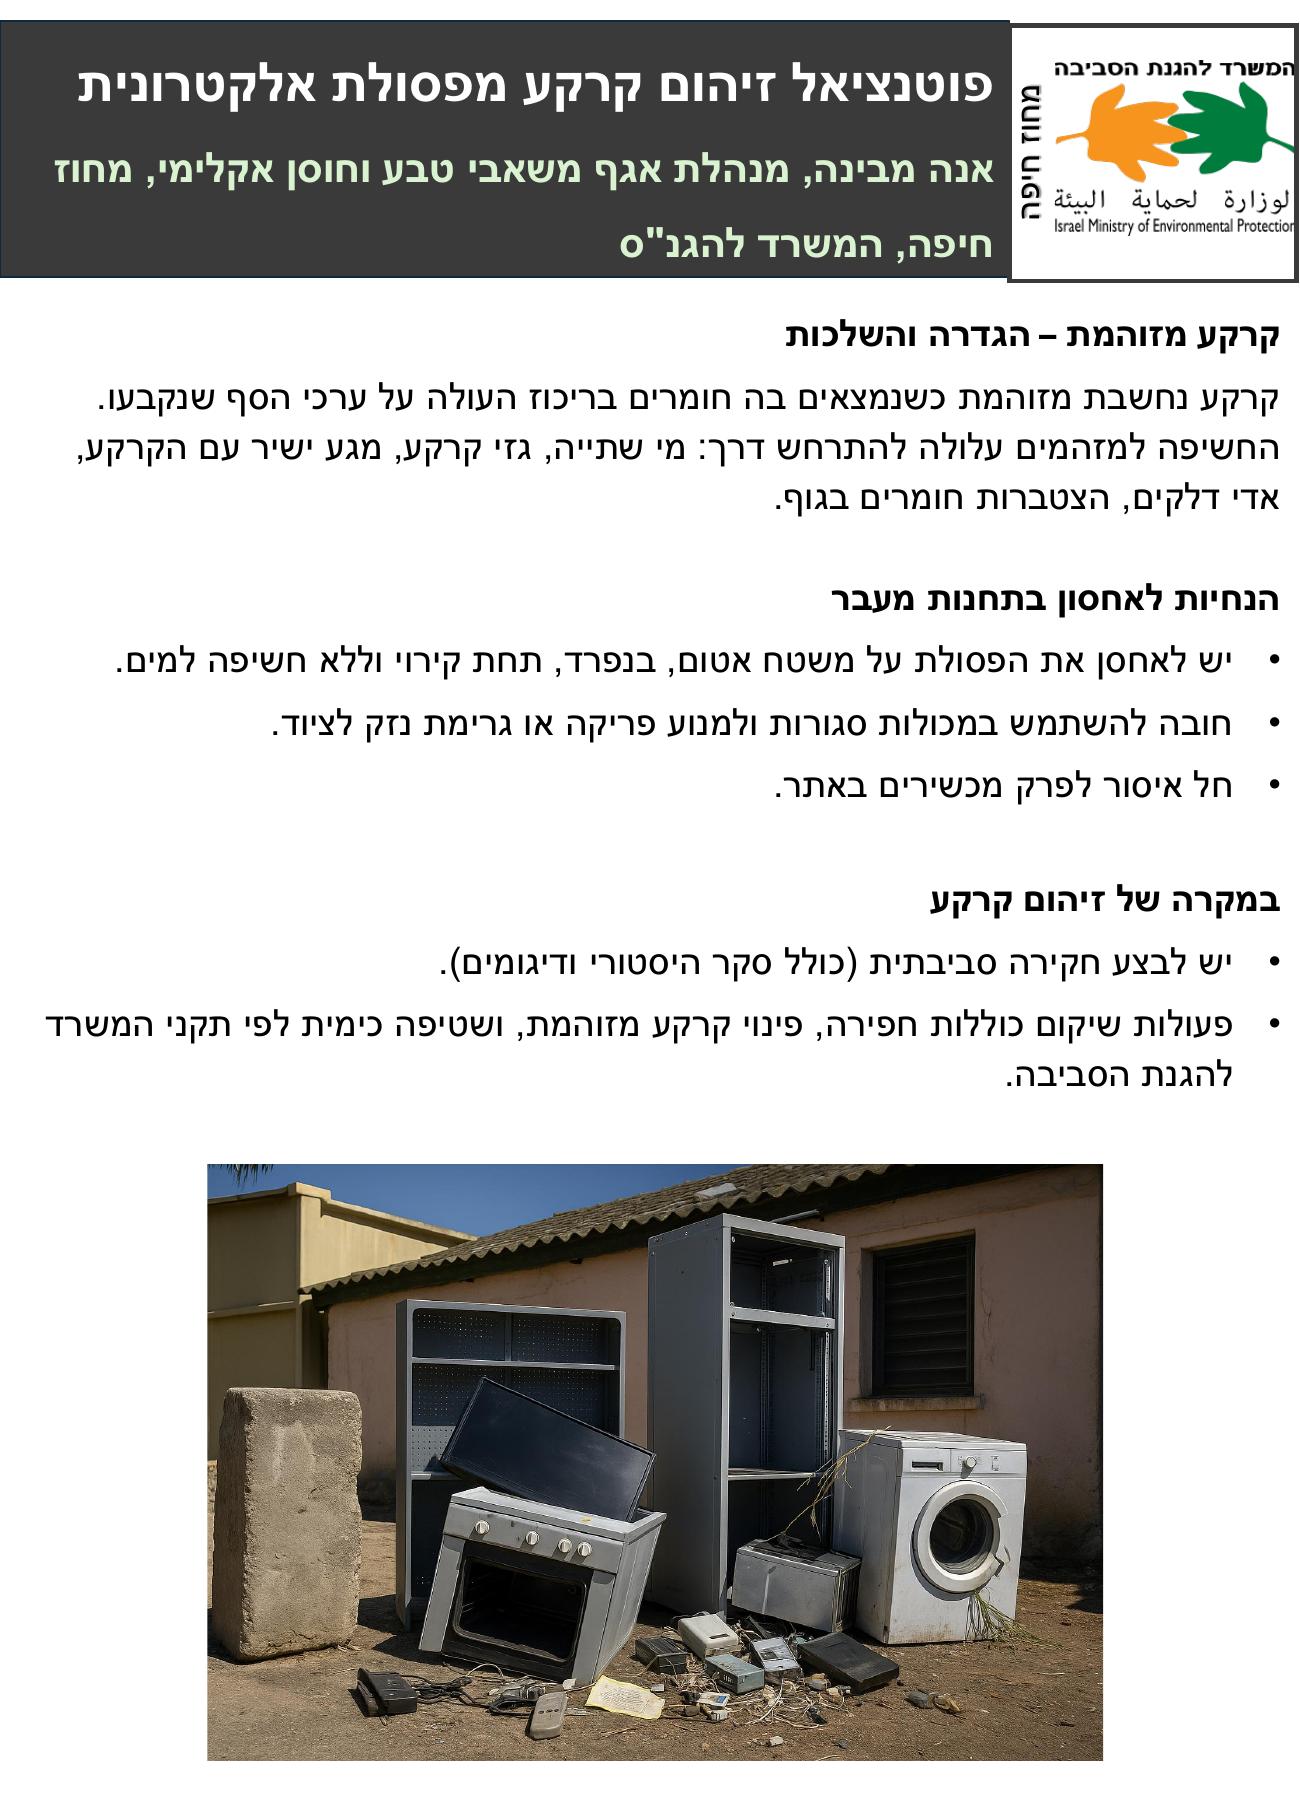 פוטנציאל זיהום קרקע מפסולת אלקטרונית
אנה מבינה, מנהלת אגף משאבי טבע וחוסן אקלימי, מחוז
חיפה, המשרד להגנ"ס
המשרד להגנת הסביבה
מחוז חיפה
لوزارة لحماية البيئة
Israel Ministry of Environmental Protection
קרקע מזוהמת – הגדרה והשלכות
קרקע נחשבת מזוהמת כשנמצאים בה חומרים בריכוז העולה על ערכי הסף שנקבעו.
החשיפה למזהמים עלולה להתרחש דרך: מי שתייה, גזי קרקע, מגע ישיר עם הקרקע,
אדי דלקים, הצטברות חומרים בגוף.
הנחיות לאחסון בתחנות מעבר
• יש לאחסן את הפסולת על משטח אטום, בנפרד, תחת קירוי וללא חשיפה למים.
• חובה להשתמש במכולות סגורות ולמנוע פריקה או גרימת נזק לציוד.
• חל איסור לפרק מכשירים באתר.
במקרה של זיהום קרקע
• יש לבצע חקירה סביבתית (כולל סקר היסטורי ודיגומים).
• פעולות שיקום כוללות חפירה, פינוי קרקע מזוהמת, ושטיפה כימית לפי תקני המשרד
להגנת הסביבה.